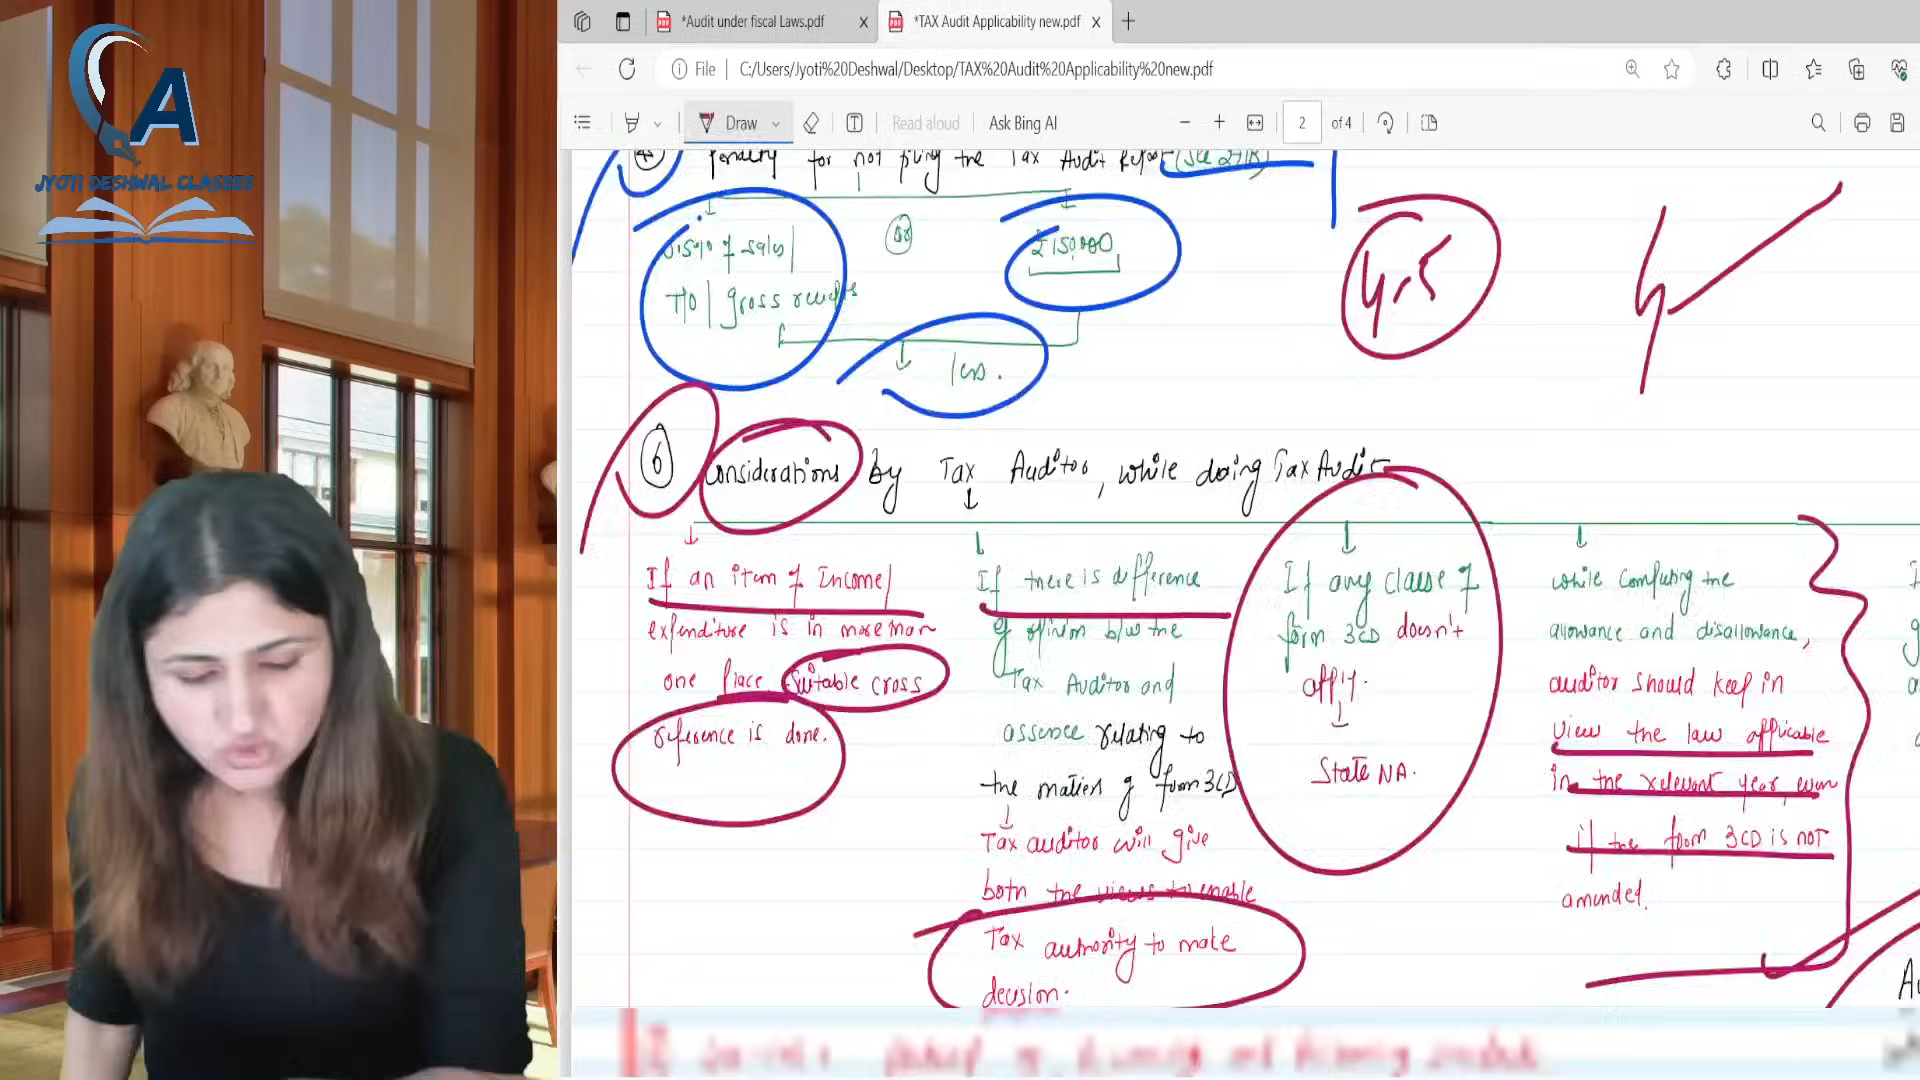 A
JYOTI DESHWAL CLASSES
*Audit under fiscal Laws.pdf
*TAX Audit Applicability new.pdf
File
C:/Users/Jyoti%20Deshwal/Desktop/TAX%20Audit%20Applicability%20new.pdf
Draw
Read aloud
Ask Bing AI
2
of 4
Penalty for not filing the Tax Audit Report
of sales |
OR
T/O | gross receipts
less.
4,5
6 Considerations by Tax Auditor, while doing Tax Audit
If an item of Income/
expenditure is in more than
one place, suitable cross
reference is done.
If there is difference
of opinion b/w the
Tax Auditor and
assessee relating to
the matters of form 3CD
Tax auditor will give
both the views to enable
Tax authority to make
decision.
If any clause of
form 3CD doesn't
apply.
State NA.
while computing the
allowance and disallowance,
auditor should keep in
view the law applicable
in the relevant year, even
if the form 3CD is not
amended.